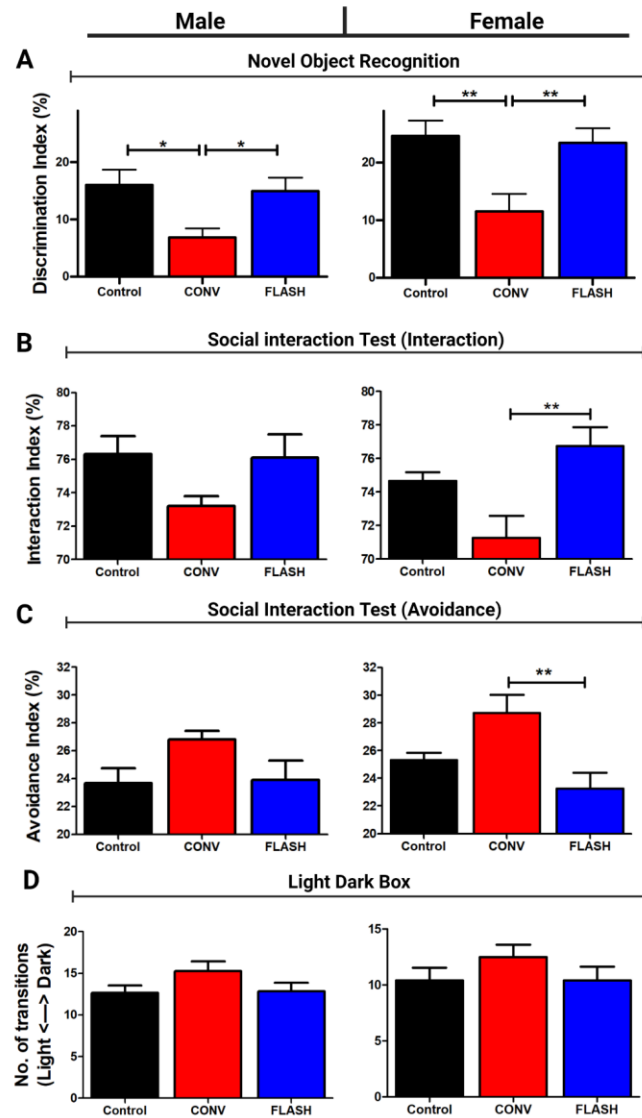 Male Female
A
Novel Object Recognition
Discrimination Index (%)
20
10
0
* *
Control CONV FLASH
20
10
0
** **
Control CONV FLASH
B
Social interaction Test (Interaction)
Interaction Index (%)
80
78
76
74
72
70
Control CONV FLASH
80
78
76
74
72
70
**
Control CONV FLASH
C
Social Interaction Test (Avoidance)
Avoidance Index (%)
32
30
28
26
24
22
20
Control CONV FLASH
32
30
28
26
24
22
20
**
Control CONV FLASH
D
Light Dark Box
No. of transitions
(Light <—> Dark)
20
15
10
5
0
Control CONV FLASH
15
10
5
0
Control CONV FLASH